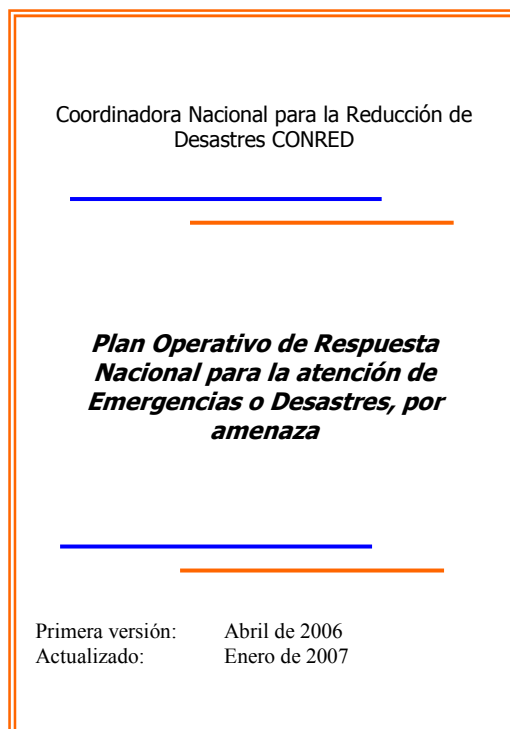 Coordinadora Nacional para la Reducción de
Desastres CONRED
Plan Operativo de Respuesta
Nacional para la atención de
Emergencias o Desastres, por
amenaza
Primera versión: Abril de 2006
Actualizado: Enero de 2007